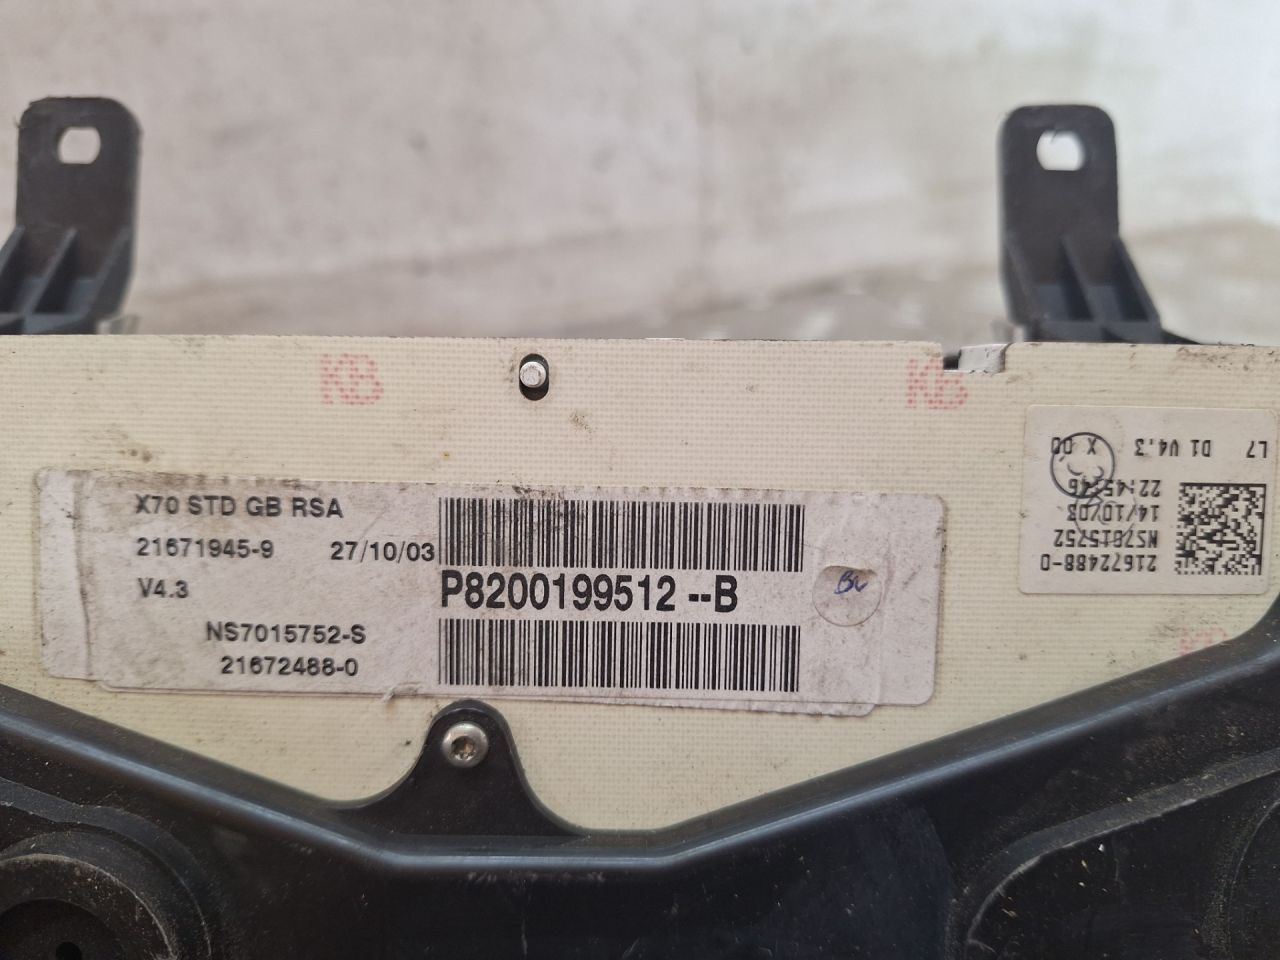 KB KB
X70 STD GB RSA
21671945-9 27/10/03
V4.3
P8200199512--B
NS7015752-S
21672488-0
21672488-0
NS7015752
14/10/03
22:45:46
L7 D1 V4.3 X 00
KB